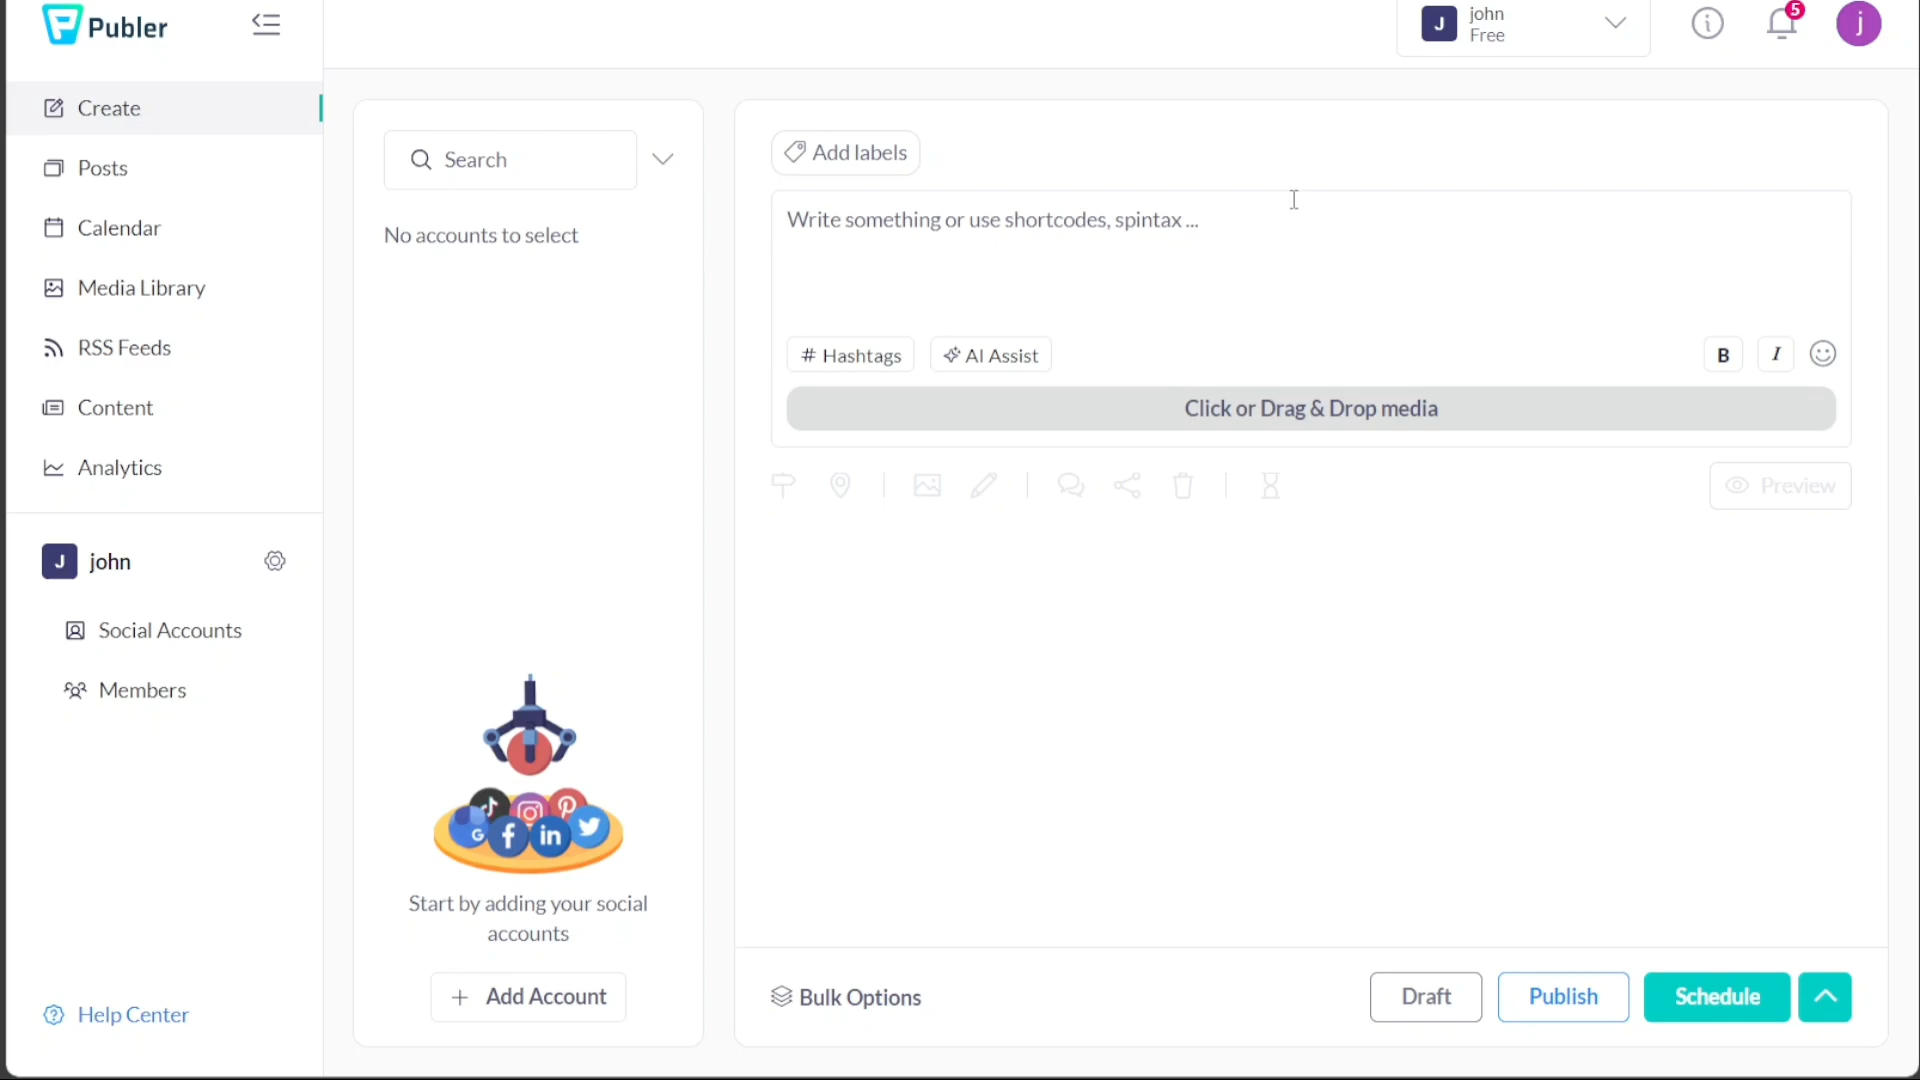 Publer
john
Free
5
J
j
Create
Posts
Calendar
Media Library
RSS Feeds
Content
Analytics
J john
Social Accounts
Members
Help Center
Search
No accounts to select
Start by adding your social
accounts
+ Add Account
Add labels
Write something or use shortcodes, spintax ...
# Hashtags
AI Assist
B
I
Click or Drag & Drop media
Preview
Bulk Options
Draft
Publish
Schedule